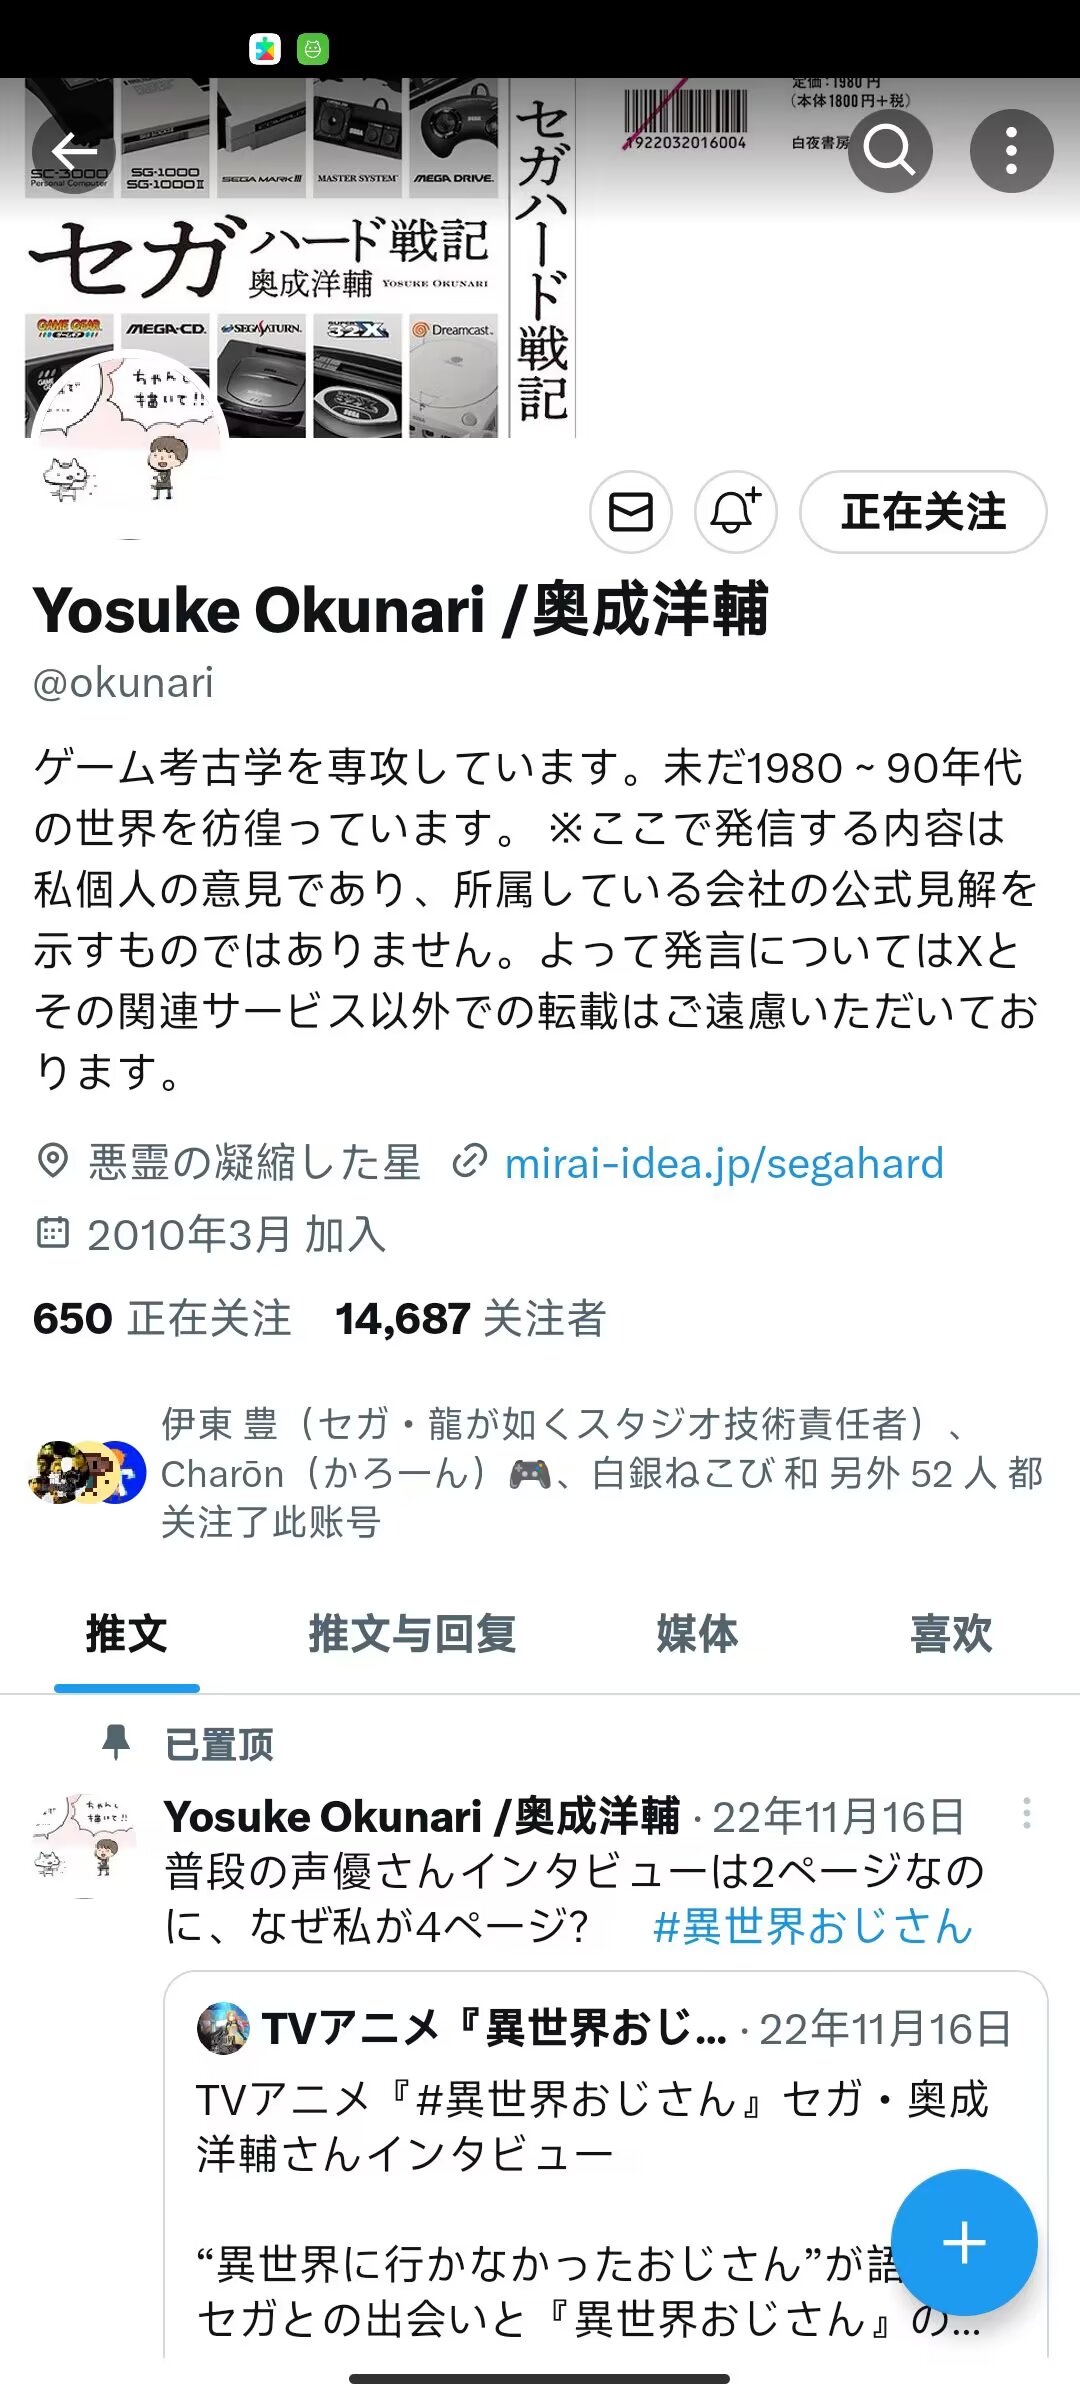 定価：1980円
（本体1800円＋税）
1922032016004
白夜書房
SC-3000
Personal Computer
SG-1000
SG-1000II
SEGA MARK III
MASTER SYSTEM
MEGA DRIVE.
セガハード戦記
セガハード戦記
奥成洋輔 YOSUKE OKUNARI
GAME GEAR
MEGA-CD.
SEGA SATURN.
SUPER 32X
Dreamcast.
ちゃんと
描いて!!
正在关注
Yosuke Okunari /奥成洋輔
@okunari
ゲーム考古学を専攻しています。未だ1980 ~ 90年代
の世界を彷徨っています。 ※ここで発信する内容は
私個人の意見であり、所属している会社の公式見解を
示すものではありません。よって発言についてはXと
その関連サービス以外での転載はご遠慮いただいてお
ります。
悪霊の凝縮した星 mirai-idea.jp/segahard
2010年3月 加入
650 正在关注 14,687 关注者
伊東 豊（セガ・龍が如くスタジオ技術責任者）、
Charōn（かろーん）🎮、白銀ねこび 和 另外 52 人 都
关注了此账号
推文 推文与回复 媒体 喜欢
已置顶
Yosuke Okunari /奥成洋輔 · 22年11月16日
普段の声優さんインタビューは2ページなの
に、なぜ私が4ページ? #異世界おじさん
TVアニメ『異世界おじ... · 22年11月16日
TVアニメ『#異世界おじさん』セガ・奥成
洋輔さんインタビュー
“異世界に行かなかったおじさん”が語
セガとの出会いと『異世界おじさん』の...